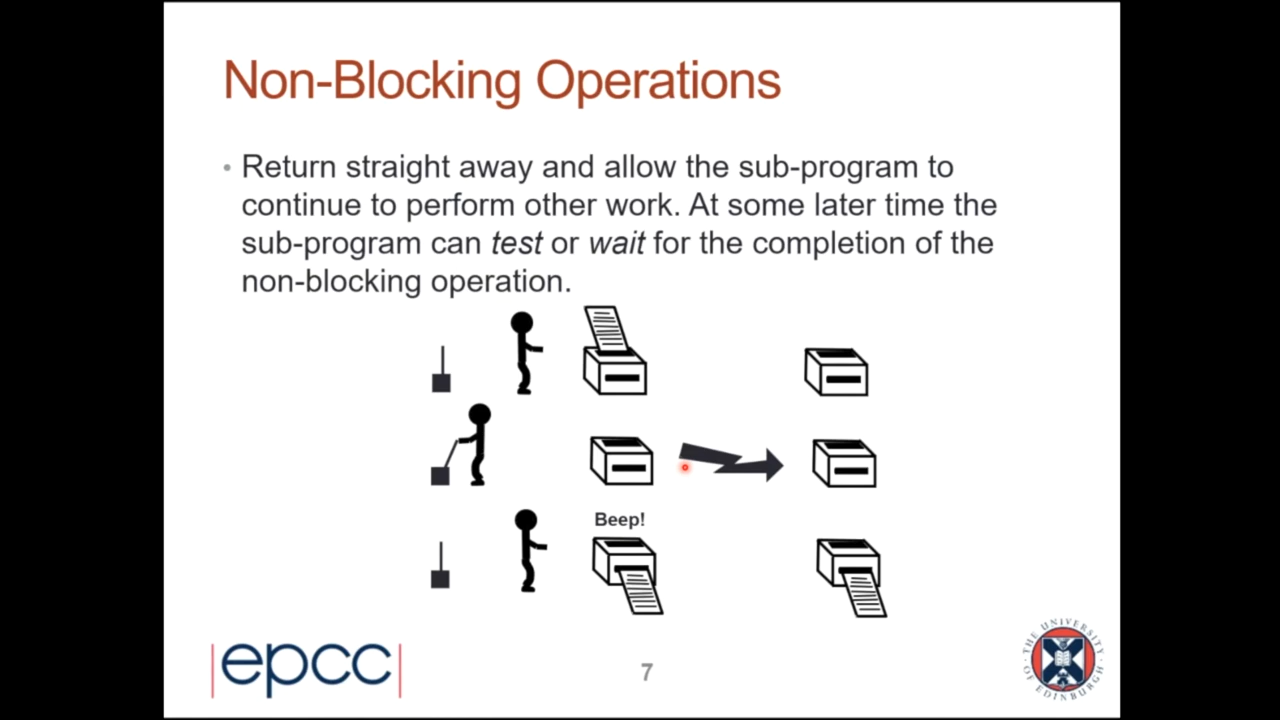 Non-Blocking Operations
• Return straight away and allow the sub-program to
continue to perform other work. At some later time the
sub-program can test or wait for the completion of the
non-blocking operation.
Beep!
|epcc|
7
THE UNIVERSITY OF EDINBURGH